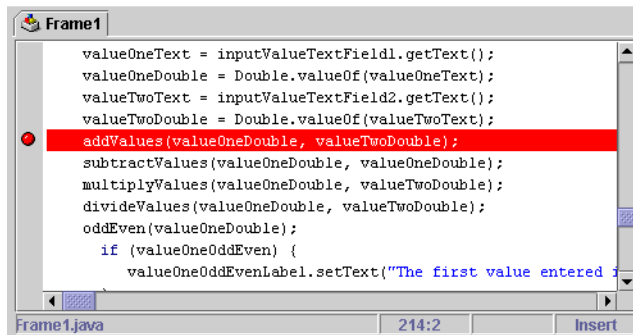 Frame1
valueOneText = inputValueTextField1.getText();
valueOneDouble = Double.valueOf(valueOneText);
valueTwoText = inputValueTextField2.getText();
valueTwoDouble = Double.valueOf(valueTwoText);
addValues(valueOneDouble, valueTwoDouble);
subtractValues(valueOneDouble, valueOneDouble);
multiplyValues(valueOneDouble, valueTwoDouble);
divideValues(valueOneDouble, valueTwoDouble);
oddEven(valueOneDouble);
if (valueOneOddEven) {
valueOneOddEvenLabel.setText("The first value entered
Frame1.java 214:2 Insert